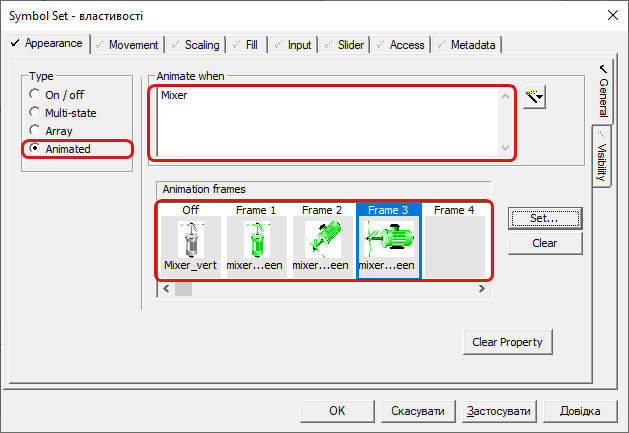 Symbol Set - властивості
Appearance Movement Scaling Fill Input Slider Access Metadata
Type
On / off
Multi-state
Array
Animated
Animate when
Mixer
General
Visibility
Animation frames
Off Frame 1 Frame 2 Frame 3 Frame 4
Mixer_vert mixer...een mixer...een mixer...een
Set...
Clear
Clear Property
OK Скасувати Застосувати Довідка